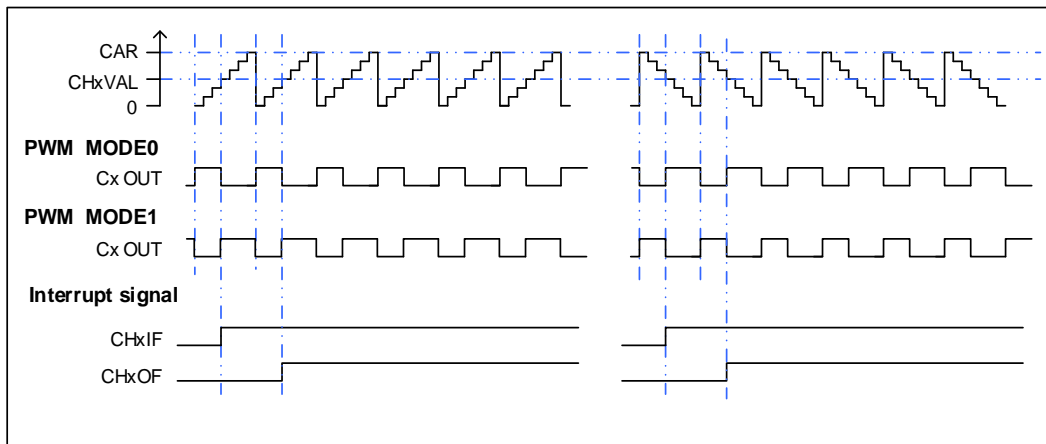 CAR
CHxVAL
0
PWM MODE0
Cx OUT
PWM MODE1
Cx OUT
Interrupt signal
CHxIF
CHxOF